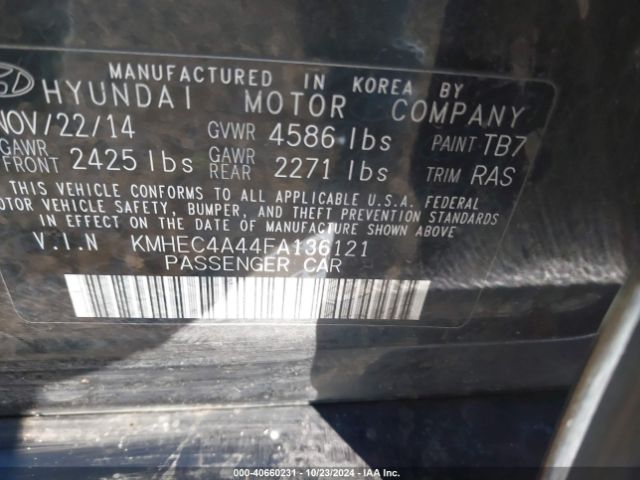 MANUFACTURED IN KOREA BY
HYUNDAI MOTOR COMPANY
NOV/22/14 GVWR 4586 lbs PAINT TB7
GAWR FRONT 2425 lbs GAWR REAR 2271 lbs TRIM RAS
THIS VEHICLE CONFORMS TO ALL APPLICABLE U.S.A. FEDERAL
MOTOR VEHICLE SAFETY, BUMPER, AND THEFT PREVENTION STANDARDS
IN EFFECT ON THE DATE OF MANUFACTURE SHOWN ABOVE
V.I.N KMHEC4A44FA136121
PASSENGER CAR
000-40660231 - 10/23/2024 - IAA Inc.